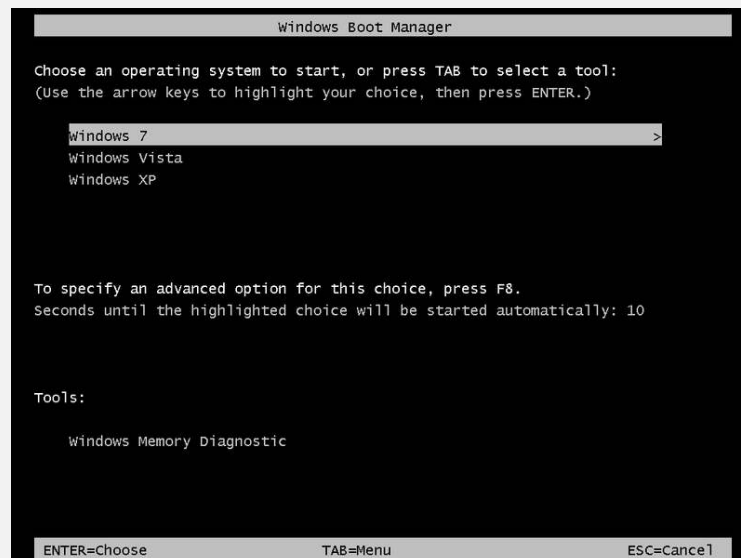 Windows Boot Manager
Choose an operating system to start, or press TAB to select a tool:
(Use the arrow keys to highlight your choice, then press ENTER.)
Windows 7 >
Windows Vista
Windows XP
To specify an advanced option for this choice, press F8.
Seconds until the highlighted choice will be started automatically: 10
Tools:
Windows Memory Diagnostic
ENTER=Choose TAB=Menu ESC=Cancel